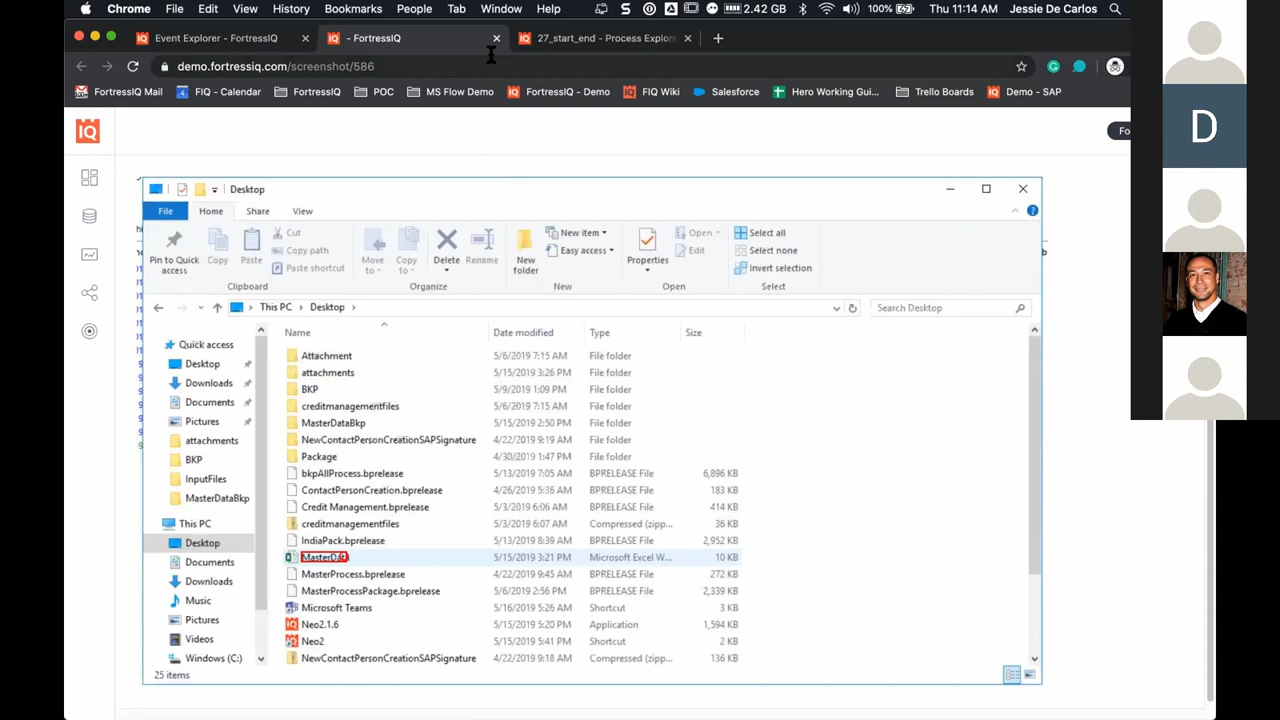 Chrome File Edit View History Bookmarks People Tab Window Help 2.42 GB 100% Thu 11:14 AM Jessie De Carlos
Event Explorer - FortressIQ - FortressIQ 27_start_end - Process Explor
demo.fortressiq.com/screenshot/586
FortressIQ Mail FIQ - Calendar FortressIQ POC MS Flow Demo FortressIQ - Demo FIQ Wiki Salesforce Hero Working Gui... Trello Boards Demo - SAP
D
IQ
Fo
Desktop
File Home Share View
Pin to Quick access Copy Paste Cut Copy path Paste shortcut Move to Copy to Delete Rename New folder New item Easy access Properties Open Edit Select all Select none Invert selection
Clipboard Organize New Open Select
This PC Desktop Search Desktop
Name Date modified Type Size
Quick access
Desktop
Downloads
Documents
Pictures
attachments
BKP
InputFiles
MasterDataBkp
This PC
Desktop
Documents
Downloads
Music
Pictures
Videos
Windows (C:)
Attachment 5/6/2019 7:15 AM File folder
attachments 5/15/2019 3:26 PM File folder
BKP 5/9/2019 1:09 PM File folder
creditmanagementfiles 5/6/2019 7:15 AM File folder
MasterDataBkp 5/15/2019 2:50 PM File folder
NewContactPersonCreationSAPSignature 4/22/2019 9:19 AM File folder
Package 4/30/2019 1:47 PM File folder
bkpAllProcess.bprelease 5/13/2019 7:05 AM BPRELEASE File 6,896 KB
ContactPersonCreation.bprelease 4/26/2019 5:36 AM BPRELEASE File 183 KB
Credit Management.bprelease 5/3/2019 6:06 AM BPRELEASE File 414 KB
creditmanagementfiles 5/3/2019 6:07 AM Compressed (zipp... 36 KB
IndiaPack.bprelease 5/13/2019 8:39 AM BPRELEASE File 2,952 KB
MasterData 5/15/2019 3:21 PM Microsoft Excel W... 10 KB
MasterProcess.bprelease 4/22/2019 9:45 AM BPRELEASE File 272 KB
MasterProcessPackage.bprelease 5/6/2019 2:56 PM BPRELEASE File 2,339 KB
Microsoft Teams 5/16/2019 5:26 AM Shortcut 3 KB
Neo2.1.6 5/15/2019 5:20 PM Application 1,594 KB
Neo2 5/15/2019 5:41 PM Shortcut 2 KB
NewContactPersonCreationSAPSignature 4/22/2019 9:18 AM Compressed (zipp... 136 KB
25 items